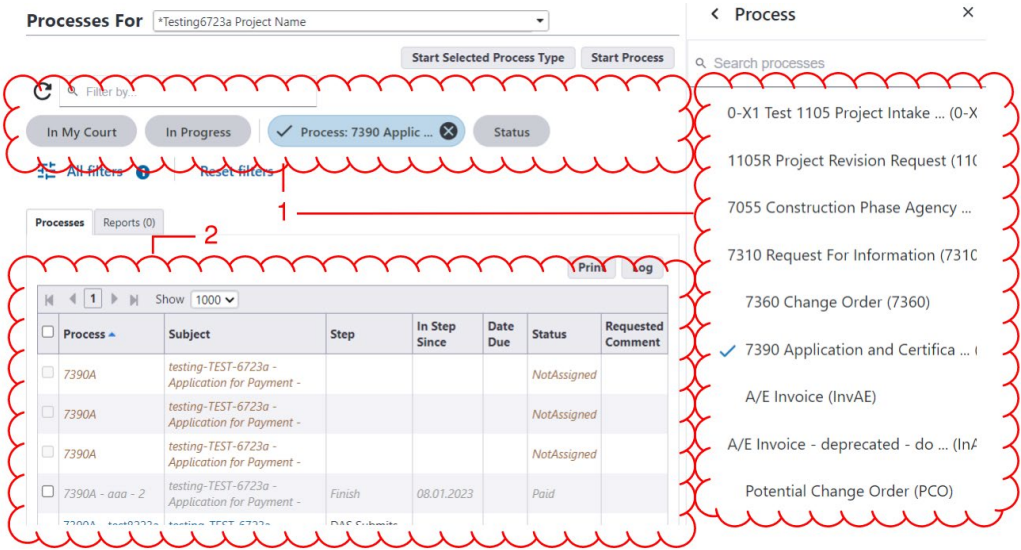 Processes For *Testing6723a Project Name
Start Selected Process Type Start Process
Filter by...
In My Court In Progress Process: 7390 Applic ... Status
All filters Reset filters
1
Processes Reports (0)
2
Print Log
1 Show 1000
Process Subject Step In Step Since Date Due Status Requested Comment
7390A testing-TEST-6723a - Application for Payment - NotAssigned
7390A testing-TEST-6723a - Application for Payment - NotAssigned
7390A testing-TEST-6723a - Application for Payment - NotAssigned
7390A - aaa - 2 testing-TEST-6723a - Application for Payment - Finish 08.01.2023 Paid
DAS Submits
Process
Search processes
0-X1 Test 1105 Project Intake ... (0-X
1105R Project Revision Request (110
7055 Construction Phase Agency ...
7310 Request For Information (7310
7360 Change Order (7360)
7390 Application and Certifica ... (
A/E Invoice (InvAE)
A/E Invoice - deprecated - do ... (InA
Potential Change Order (PCO)